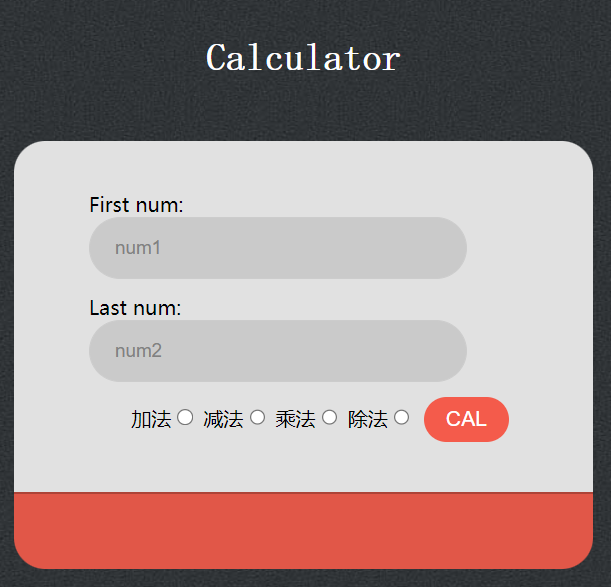 Calculator
First num:
num1
Last num:
num2
加法 减法 乘法 除法 CAL